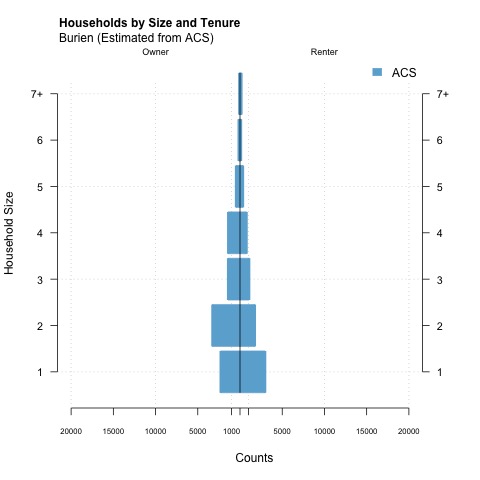 Households by Size and Tenure
Burien (Estimated from ACS)
Owner Renter
ACS
7+ 7+
6 6
5 5
4 4
3 3
2 2
1 1
Household Size
20000 15000 10000 5000 1000 5000 10000 15000 20000
Counts